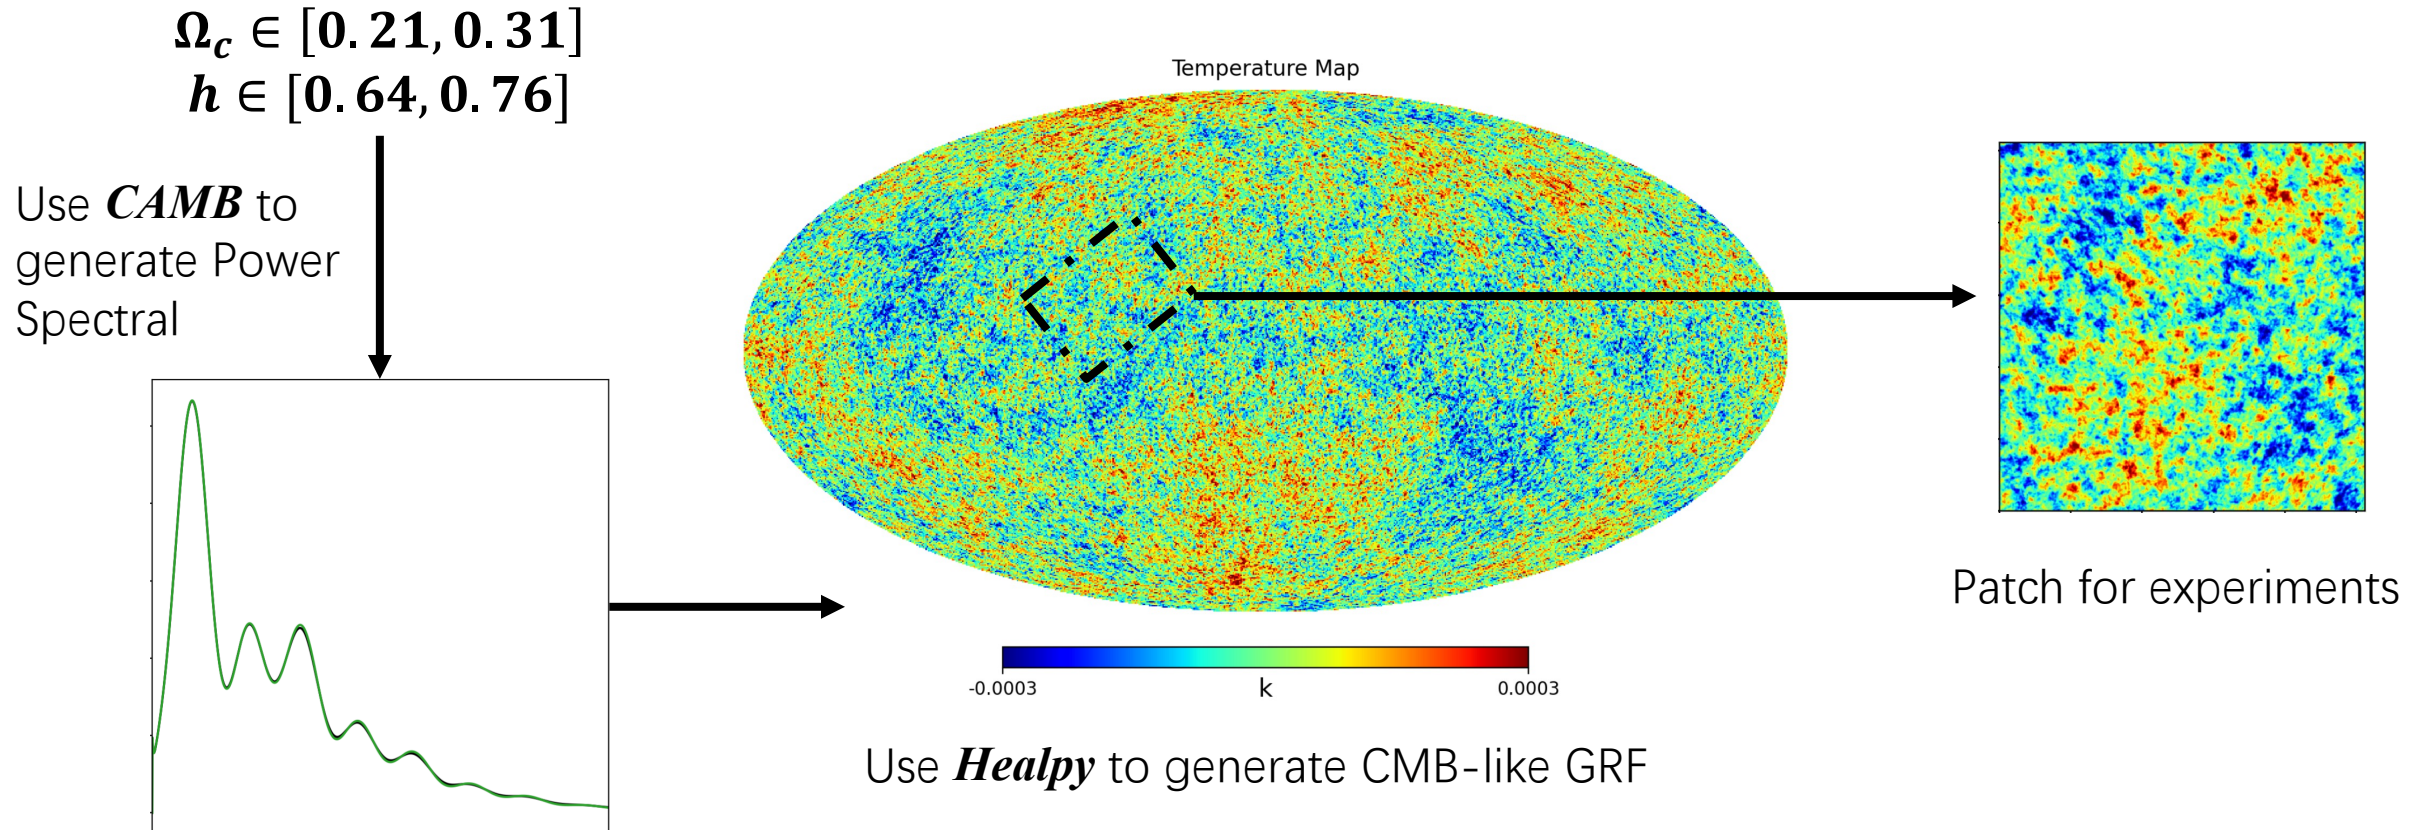 Ω_c ∈ [0.21, 0.31]
h ∈ [0.64, 0.76]
Use CAMB to
generate Power
Spectral
Temperature Map
-0.0003
k
0.0003
Use Healpy to generate CMB-like GRF
Patch for experiments